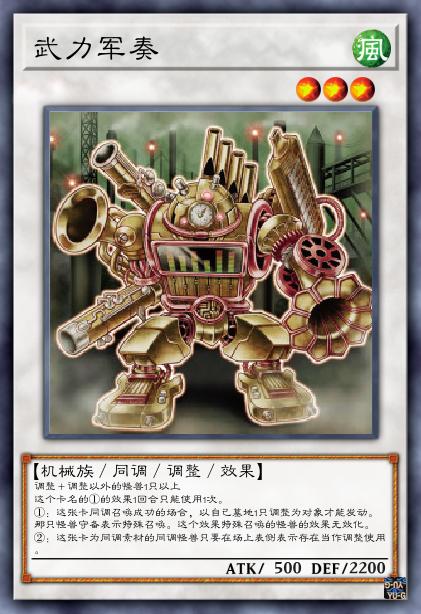 武力军奏
風
【机械族／同调／调整／效果】
调整＋调整以外的怪兽1只以上
这个卡名的①的效果1回合只能使用1次。
①：这张卡同调召唤成功的场合，以自己墓地1只调整为对象才能发动。
那只怪兽守备表示特殊召唤。这个效果特殊召唤的怪兽的效果无效化。
②：这张卡为同调素材的同调怪兽只要在场上表侧表示存在当作调整使用
。
ATK/ 500 DEF/2200